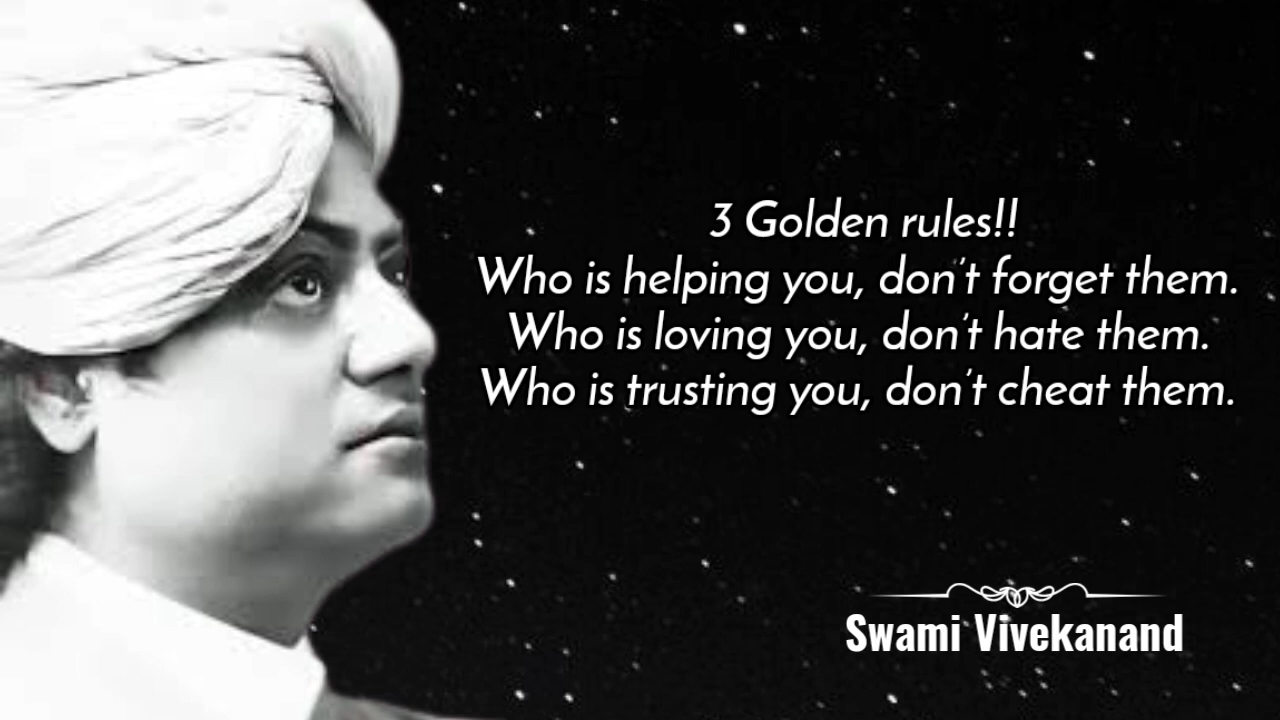 3 Golden rules!!
Who is helping you, don't forget them.
Who is loving you, don't hate them.
Who is trusting you, don't cheat them.
Swami Vivekanand